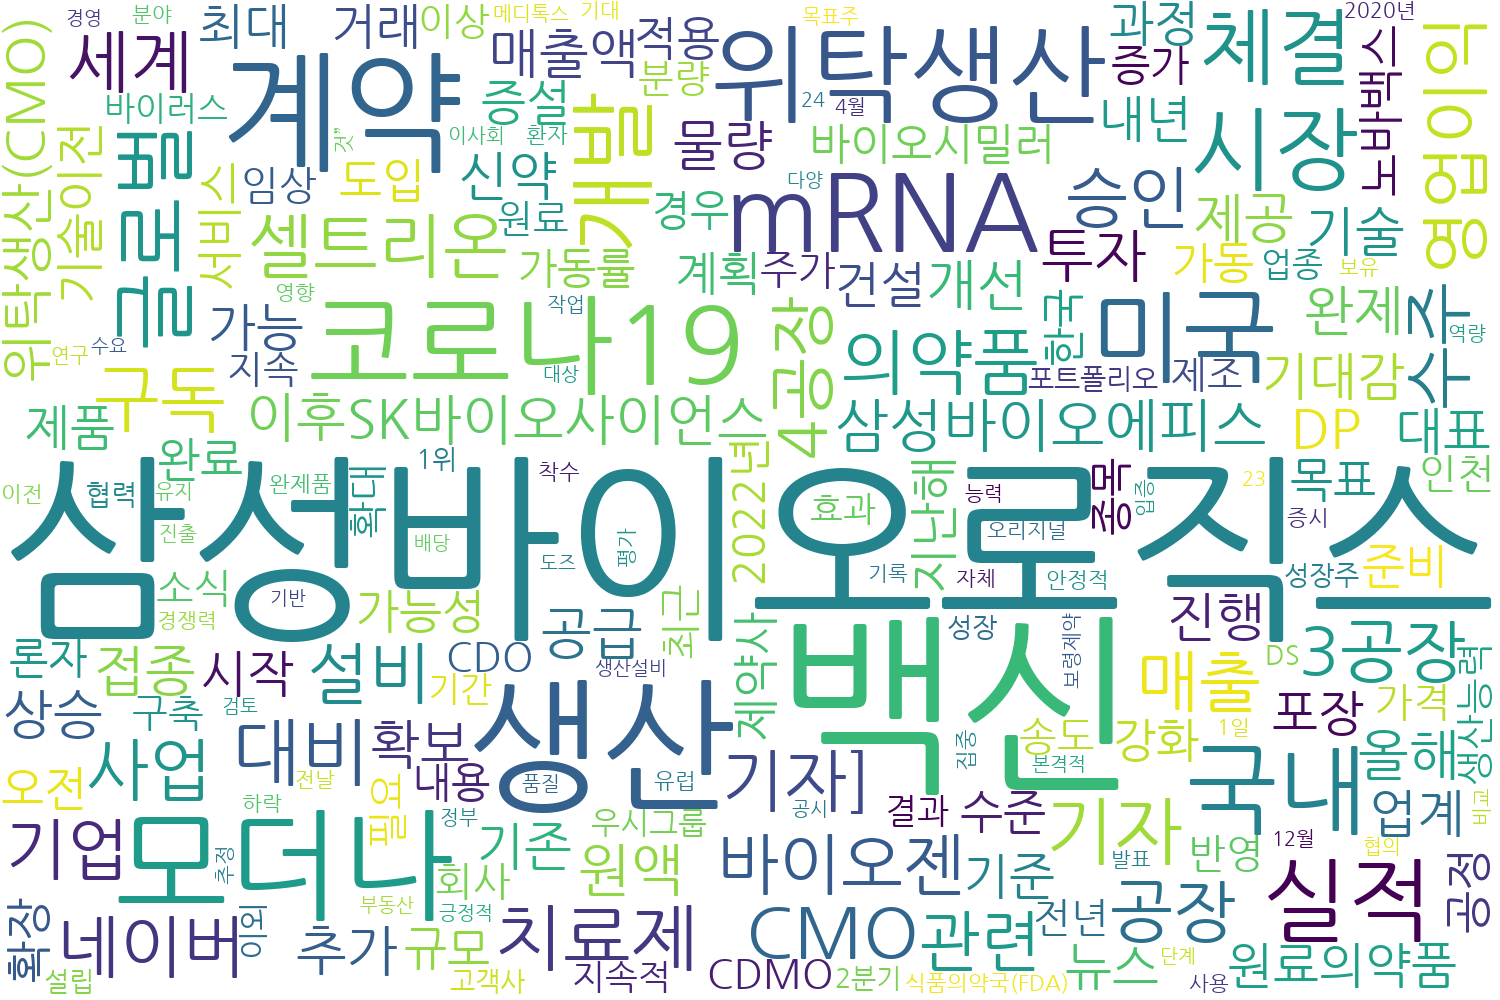 경영
분야
최대
거래
이상
메디톡스
기대
목표주
과정
2020년
세계
계약
매출액
적용
위탁생산
체결
증가
노바백스
영업이익
위탁생산(CMO)
바이러스
글로벌
기술이전
것”
증설
이사회
환자
개발
분량
물량
24
4월
바이오시밀러
내년
시장
서비스
임상
도입
신약
원료
경우
다양
mRNA
승인
제공
기술
셀트리온
가동률
계획
주가
건설
개선
투자
가동
업종
보유
영향
가능
작업
코로나19
4공장
의약품
한국
미국
완제
수주
역량
연구
수요
지속
구독
대상
포트폴리오
제조
기대감
제품
이후
SK바이오사이언스
삼성바이오에피스
DP
대표
완료
1위
착수
2022년
지난해
종목
목표
인천
이전
협력
유지
완제품
확대
효과
능력
입증
23
증시
삼성바이오로직스
진출
배당
도즈
평가
오리지널
기록
자체
안정적
성장주
준비
소식
경쟁력
기반
가능성
공급
최근
성장
보령제약
진행
론자
접종
시작
설비
CDO
생산설비
제약사
백신
DS
3공장
생산능력
상승
구축
검토
기간
매출
포장
가격
사업
대비
확보
생산
집중
송도
강화
1일
올해
오전
전날
필요
내용
품질
유럽
기자]
본격적
국내
업계
비교
기업
모더나
하락
정부
기존
우시그룹
공시
결과
수준
기자
반영
12월
협의
추정
회사
원액
바이오젠
기준
발표
실적
공정
확장
네이버
이외
부동산
긍정적
치료제
CMO
관련
전년
공장
설립
추가
규모
고객사
지속적
CDMO
2분기
식품의약국(FDA)
뉴스
단계
사용
원료의약품